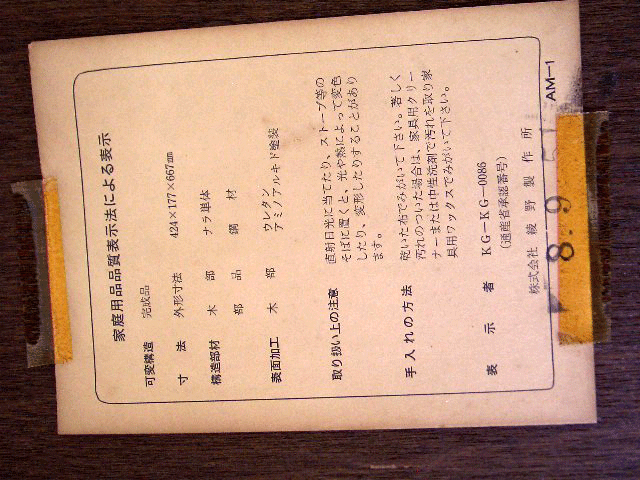 家庭用品品質表示法による表示
可変構造 完成品
寸法 外形寸法 424×177×667㎜
構造部材 木部 ナラ単体
部品 鋼材
表面加工 木部 ウレタン
アミノアルキド塗装
取り扱い上の注意 直射日光に当てたり、ストーブ等の
そばに置くと、光や熱によって変色
したり、変形したりすることがあり
ます。
手入れの方法 乾いた布でみがいて下さい。著しく
汚れのついた場合は、家具用クリー
ナーまたは中性洗剤で汚れを取り家
具用ワックスでみがいて下さい。
表示者 KG-KG-0086
(通産省承認番号)
株式会社 綾野製作所
8.9
AM-1